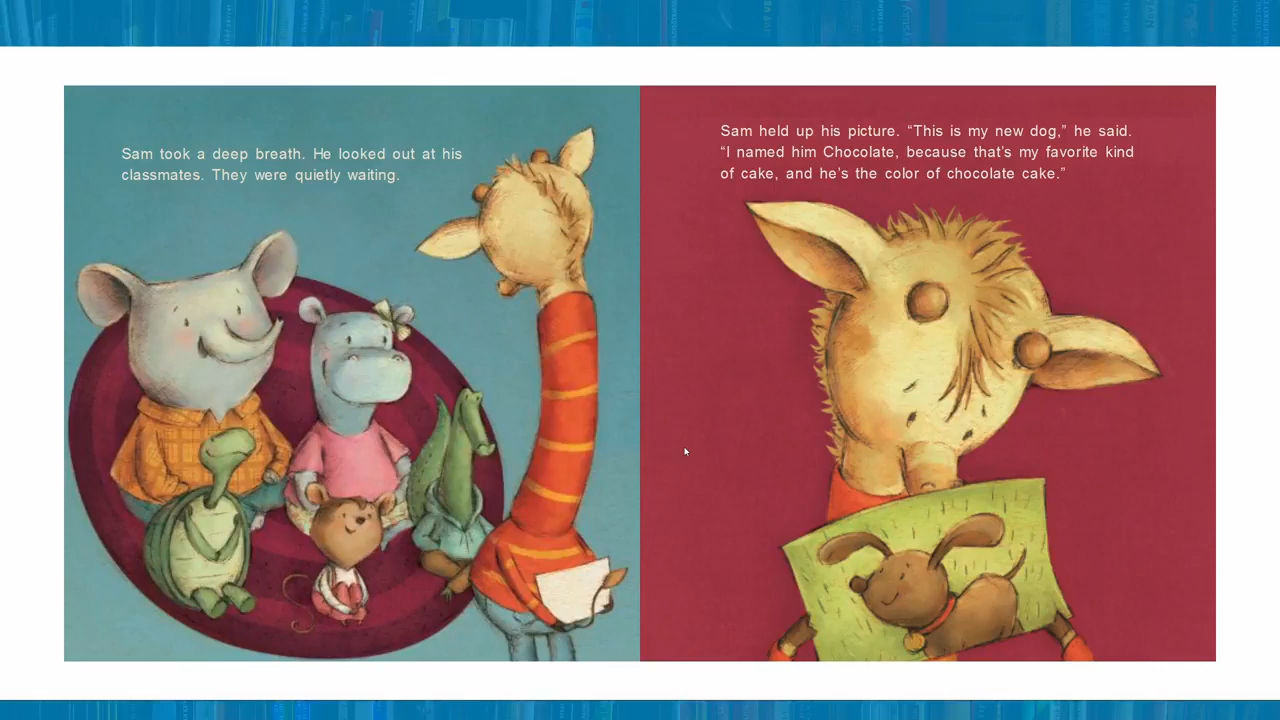 Sam took a deep breath. He looked out at his
classmates. They were quietly waiting.
Sam held up his picture. “This is my new dog,” he said.
“I named him Chocolate, because that’s my favorite kind
of cake, and he’s the color of chocolate cake.”